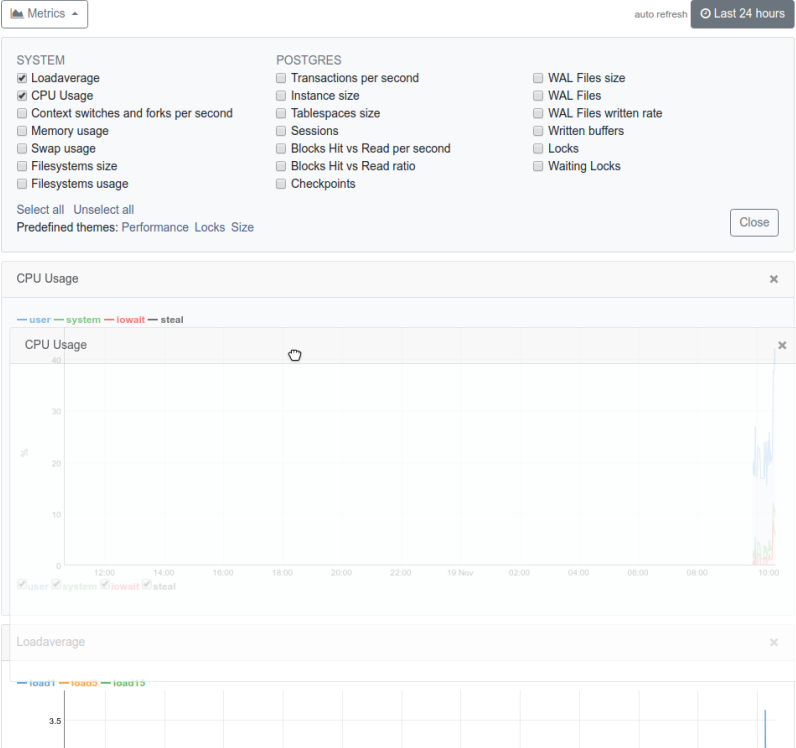 Metrics
auto refresh
Last 24 hours
SYSTEM
Loadaverage
CPU Usage
Context switches and forks per second
Memory usage
Swap usage
Filesystems size
Filesystems usage
POSTGRES
Transactions per second
Instance size
Tablespaces size
Sessions
Blocks Hit vs Read per second
Blocks Hit vs Read ratio
Checkpoints
WAL Files size
WAL Files
WAL Files written rate
Written buffers
Locks
Waiting Locks
Select all Unselect all
Predefined themes: Performance Locks Size
Close
CPU Usage
user system iowait steal
CPU Usage
40
30
%
20
10
0
12:00 14:00 16:00 18:00 20:00 22:00 19 Nov 02:00 04:00 06:00 08:00 10:00
user system iowait steal
Loadaverage
load1 load5 load15
3.5